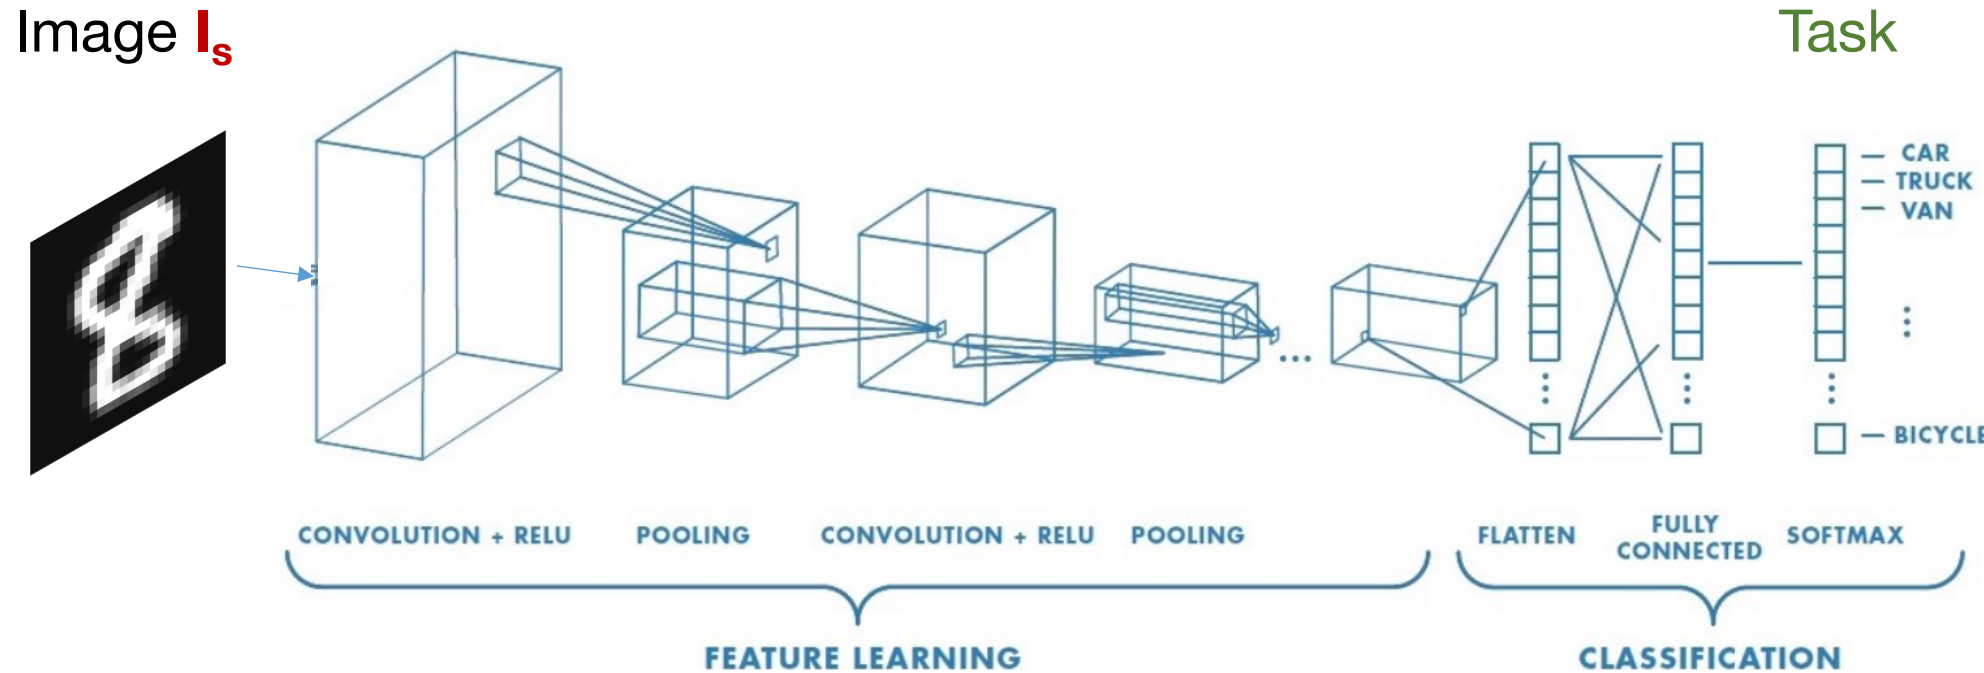 Image Is
Task
CAR
TRUCK
VAN
BICYCLE
CONVOLUTION + RELU
POOLING
CONVOLUTION + RELU
POOLING
FLATTEN
FULLY
CONNECTED
SOFTMAX
FEATURE LEARNING
CLASSIFICATION